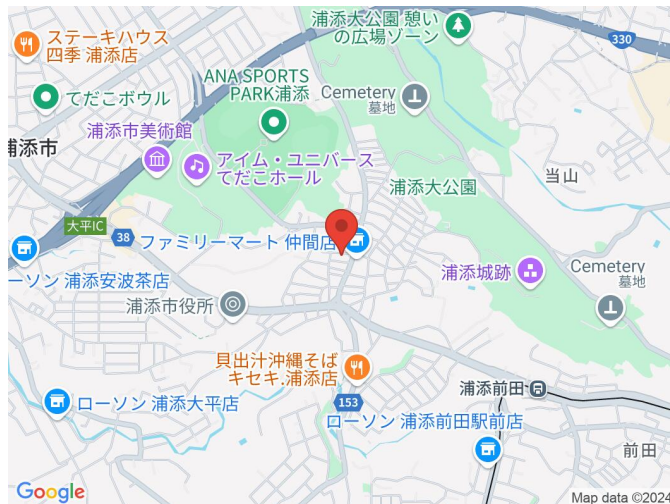 ステーキハウス
四季 浦添店
浦添大公園 憩い
の広場ゾーン
330
てだこボウル
ANA SPORTS
PARK浦添
Cemetery
墓地
浦添市美術館
浦添市
アイム・ユニバース
てだこホール
浦添大公園
当山
大平IC
38
ファミリーマート 仲間店
ローソン 浦添安波茶店
浦添城跡
Cemetery
墓地
浦添市役所
貝出汁沖縄そば
キセキ.浦添店
浦添前田
ローソン 浦添大平店
153
ローソン 浦添前田駅前店
前田
Google
Map data ©2024